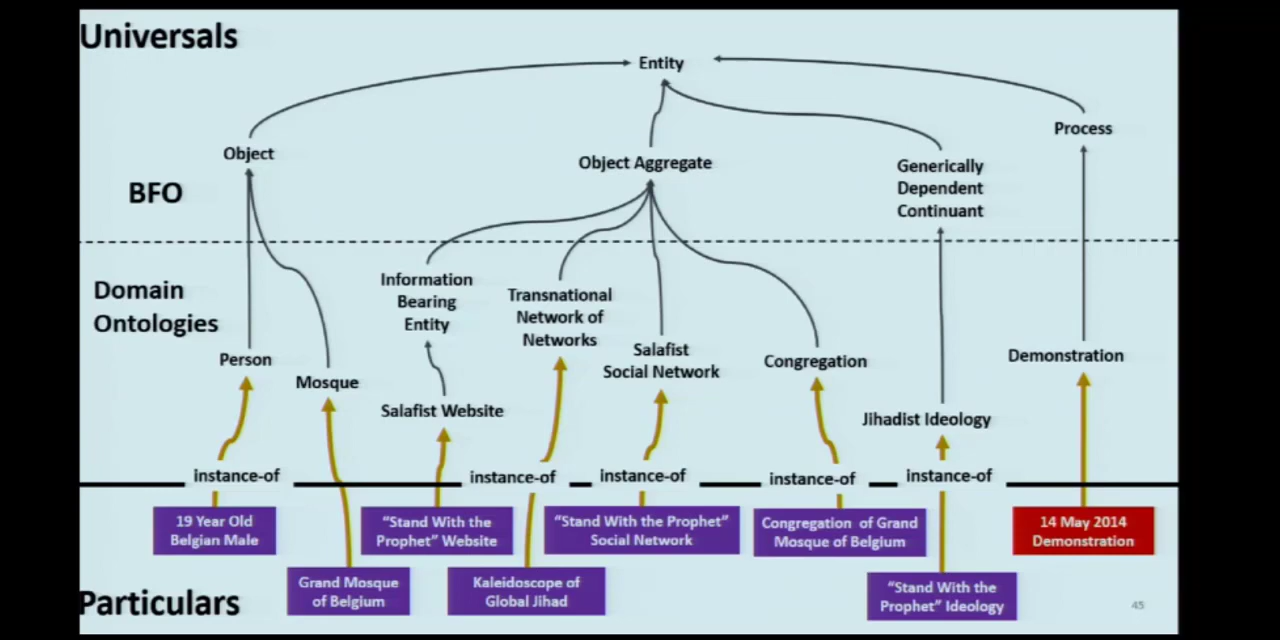 Universals
Entity
Process
Object
Object Aggregate
Generically
Dependent
Continuant
BFO
Domain
Ontologies
Information
Bearing
Entity
Transnational
Network of
Networks
Salafist
Social Network
Person
Mosque
Congregation
Demonstration
Salafist Website
Jihadist Ideology
instance-of
instance-of
instance-of
instance-of
instance-of
19 Year Old
Belgian Male
"Stand With the
Prophet" Website
"Stand With the Prophet"
Social Network
Congregation of Grand
Mosque of Belgium
14 May 2014
Demonstration
Grand Mosque
of Belgium
Kaleidoscope of
Global Jihad
"Stand With the
Prophet" Ideology
Particulars
45